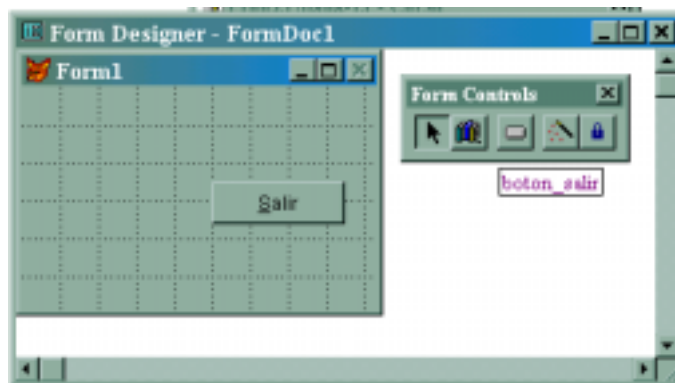 Form Designer - FormDoc1
Form1
Form Controls
Salir
boton_salir